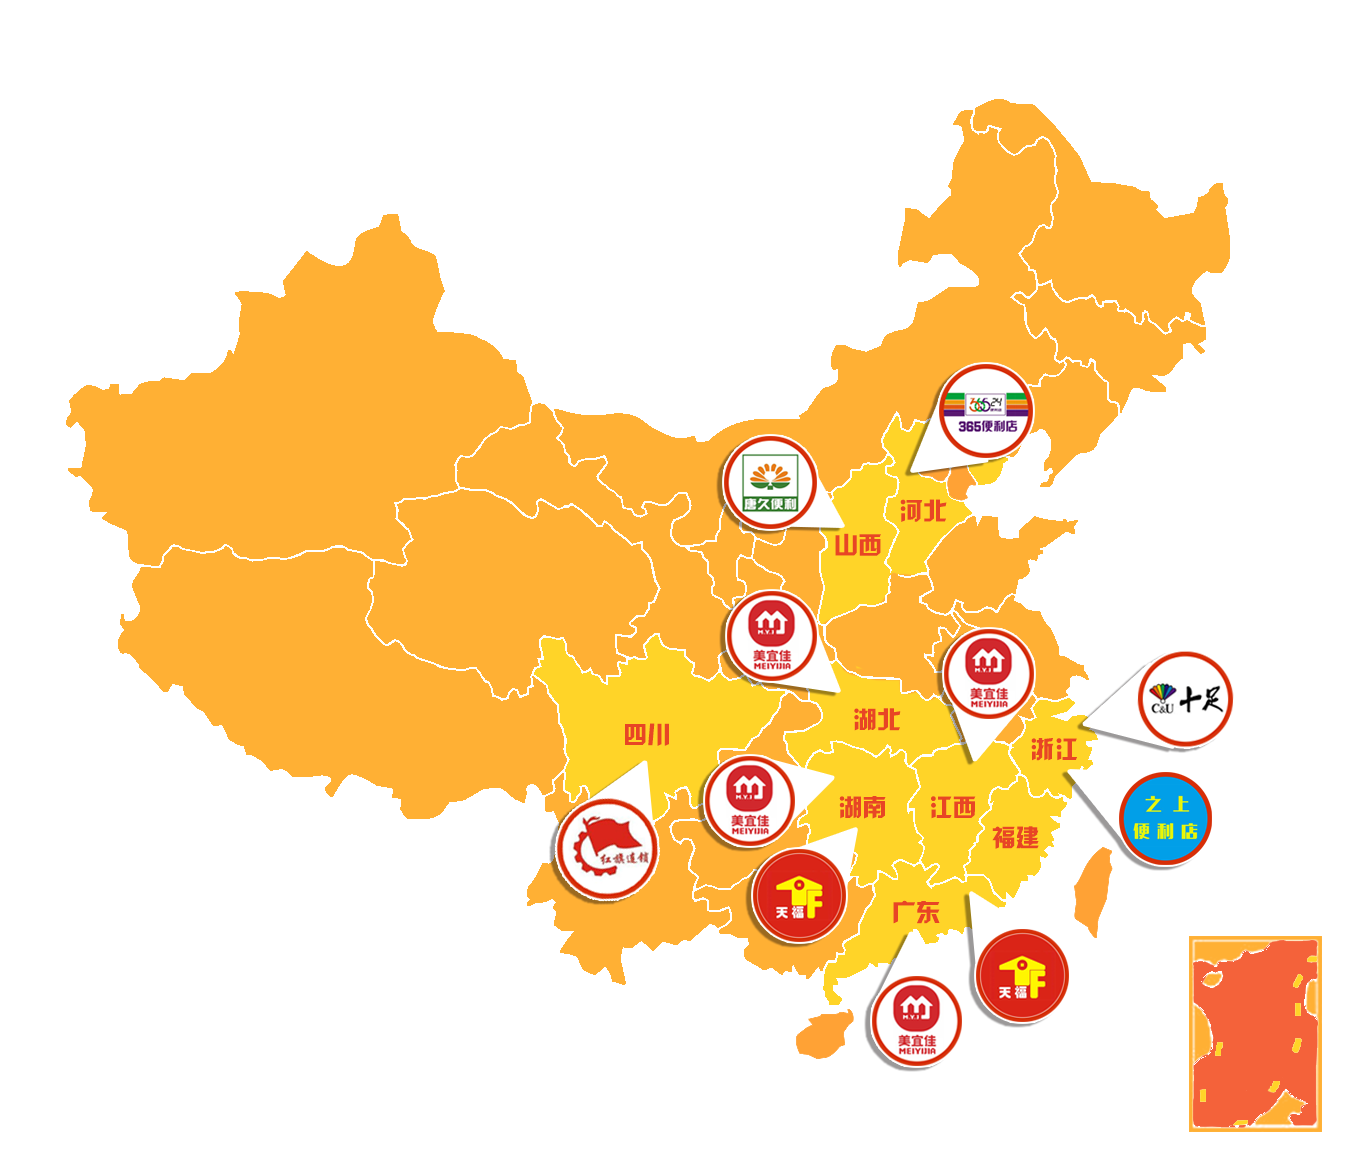 36524
365便利店
唐久便利
河北
山西
M.Y.J
美宜佳
MEIYIJIA
M.Y.J
美宜佳
MEIYIJIA
C&U 十足
湖北
四川
浙江
M.Y.J
美宜佳
MEIYIJIA
湖南
江西
之上
便利店
福建
红旗连锁
F
天福
广东
F
天福
M.Y.J
美宜佳
MEIYIJIA